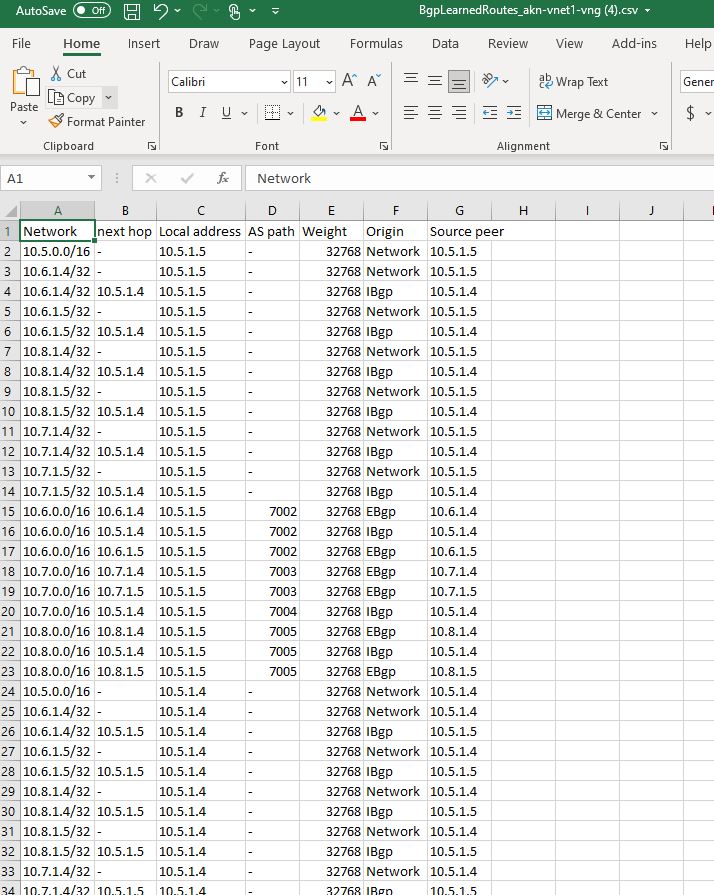 AutoSave Off BgpLearnedRoutes_akn-vnet1-vng (4).csv
File Home Insert Draw Page Layout Formulas Data Review View Add-ins Help
Paste Cut
Copy
Format Painter
Calibri 11 A A ab Wrap Text Gener
B I U A Merge & Center $
Clipboard Font Alignment
A1 fx Network
A B C D E F G H I J
1 Network next hop Local address AS path Weight Origin Source peer
2 10.5.0.0/16 - 10.5.1.5 - 32768 Network 10.5.1.5
3 10.6.1.4/32 - 10.5.1.5 - 32768 Network 10.5.1.5
4 10.6.1.4/32 10.5.1.4 10.5.1.5 - 32768 IBgp 10.5.1.4
5 10.6.1.5/32 - 10.5.1.5 - 32768 Network 10.5.1.5
6 10.6.1.5/32 10.5.1.4 10.5.1.5 - 32768 IBgp 10.5.1.4
7 10.8.1.4/32 - 10.5.1.5 - 32768 Network 10.5.1.5
8 10.8.1.4/32 10.5.1.4 10.5.1.5 - 32768 IBgp 10.5.1.4
9 10.8.1.5/32 - 10.5.1.5 - 32768 Network 10.5.1.5
10 10.8.1.5/32 10.5.1.4 10.5.1.5 - 32768 IBgp 10.5.1.4
11 10.7.1.4/32 - 10.5.1.5 - 32768 Network 10.5.1.5
12 10.7.1.4/32 10.5.1.4 10.5.1.5 - 32768 IBgp 10.5.1.4
13 10.7.1.5/32 - 10.5.1.5 - 32768 Network 10.5.1.5
14 10.7.1.5/32 10.5.1.4 10.5.1.5 - 32768 IBgp 10.5.1.4
15 10.6.0.0/16 10.6.1.4 10.5.1.5 7002 32768 EBgp 10.6.1.4
16 10.6.0.0/16 10.5.1.4 10.5.1.5 7002 32768 IBgp 10.5.1.4
17 10.6.0.0/16 10.6.1.5 10.5.1.5 7002 32768 EBgp 10.6.1.5
18 10.7.0.0/16 10.7.1.4 10.5.1.5 7003 32768 EBgp 10.7.1.4
19 10.7.0.0/16 10.7.1.5 10.5.1.5 7003 32768 EBgp 10.7.1.5
20 10.7.0.0/16 10.5.1.4 10.5.1.5 7004 32768 IBgp 10.5.1.4
21 10.8.0.0/16 10.8.1.4 10.5.1.5 7005 32768 EBgp 10.8.1.4
22 10.8.0.0/16 10.5.1.4 10.5.1.5 7005 32768 IBgp 10.5.1.4
23 10.8.0.0/16 10.8.1.5 10.5.1.5 7005 32768 EBgp 10.8.1.5
24 10.5.0.0/16 - 10.5.1.4 - 32768 Network 10.5.1.4
25 10.6.1.4/32 - 10.5.1.4 - 32768 Network 10.5.1.4
26 10.6.1.4/32 10.5.1.5 10.5.1.4 - 32768 IBgp 10.5.1.5
27 10.6.1.5/32 - 10.5.1.4 - 32768 Network 10.5.1.4
28 10.6.1.5/32 10.5.1.5 10.5.1.4 - 32768 IBgp 10.5.1.5
29 10.8.1.4/32 - 10.5.1.4 - 32768 Network 10.5.1.4
30 10.8.1.4/32 10.5.1.5 10.5.1.4 - 32768 IBgp 10.5.1.5
31 10.8.1.5/32 - 10.5.1.4 - 32768 Network 10.5.1.4
32 10.8.1.5/32 10.5.1.5 10.5.1.4 - 32768 IBgp 10.5.1.5
33 10.7.1.4/32 - 10.5.1.4 - 32768 Network 10.5.1.4
34 10.7.1.4/32 10.5.1.5 10.5.1.4 - 32768 IBgp 10.5.1.5